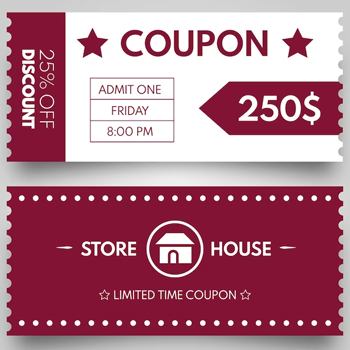 25% OFF
DISCOUNT
COUPON
ADMIT ONE
FRIDAY
8:00 PM
250$
STORE HOUSE
LIMITED TIME COUPON